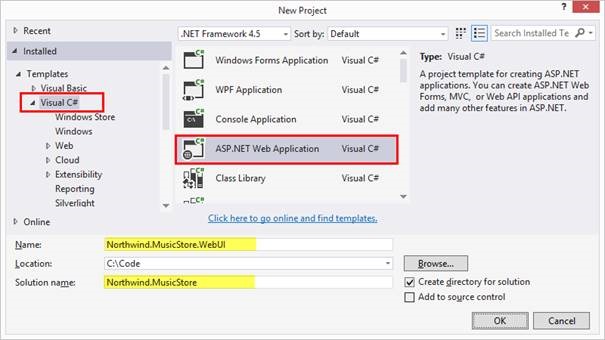 New Project
Recent
.NET Framework 4.5
Sort by:
Default
Search Installed Te
Installed
Templates
Visual Basic
Visual C#
Windows Store
Windows
Web
Cloud
Extensibility
Reporting
Silverlight
Online
Windows Forms Application Visual C#
WPF Application Visual C#
Console Application Visual C#
ASP.NET Web Application Visual C#
Class Library Visual C#
Click here to go online and find templates.
Type: Visual C#
A project template for creating ASP.NET
applications. You can create ASP.NET Web
Forms, MVC, or Web API applications and
add many other features in ASP.NET.
Name:
Northwind.MusicStore.WebUI
Location:
C:\Code
Browse...
Solution name:
Northwind.MusicStore
Create directory for solution
Add to source control
OK
Cancel